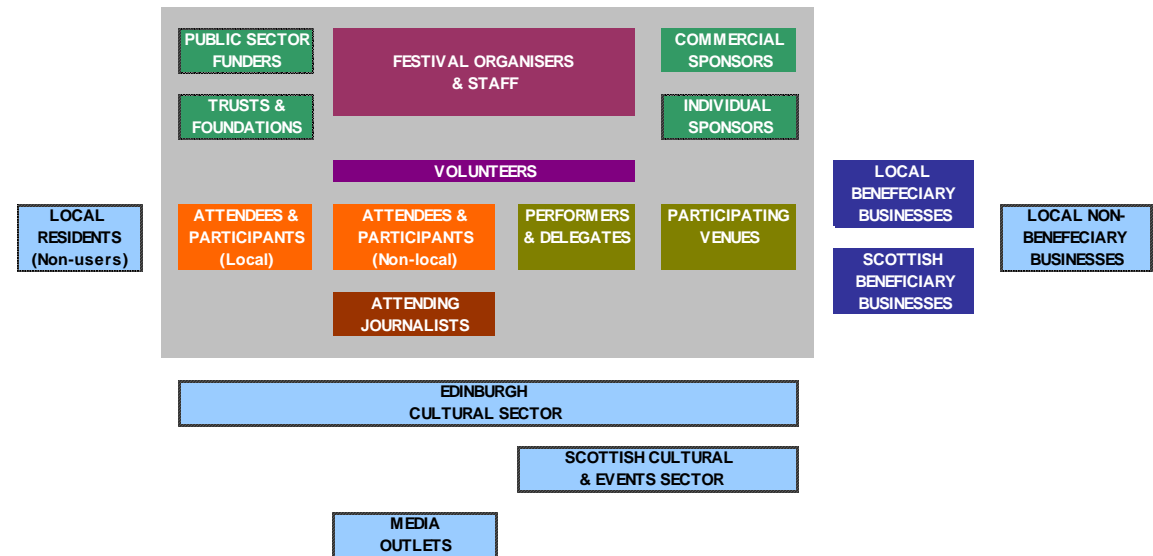 PUBLIC SECTOR
FUNDERS
FESTIVAL ORGANISERS
& STAFF
COMMERCIAL
SPONSORS
TRUSTS &
FOUNDATIONS
INDIVIDUAL
SPONSORS
VOLUNTEERS
LOCAL
RESIDENTS
(Non-users)
ATTENDEES &
PARTICIPANTS
(Local)
ATTENDEES &
PARTICIPANTS
(Non-local)
PERFORMERS
& DELEGATES
PARTICIPATING
VENUES
LOCAL
BENEFECIARY
BUSINESSES
LOCAL NON-
BENEFECIARY
BUSINESSES
SCOTTISH
BENEFICIARY
BUSINESSES
ATTENDING
JOURNALISTS
EDINBURGH
CULTURAL SECTOR
SCOTTISH CULTURAL
& EVENTS SECTOR
MEDIA
OUTLETS